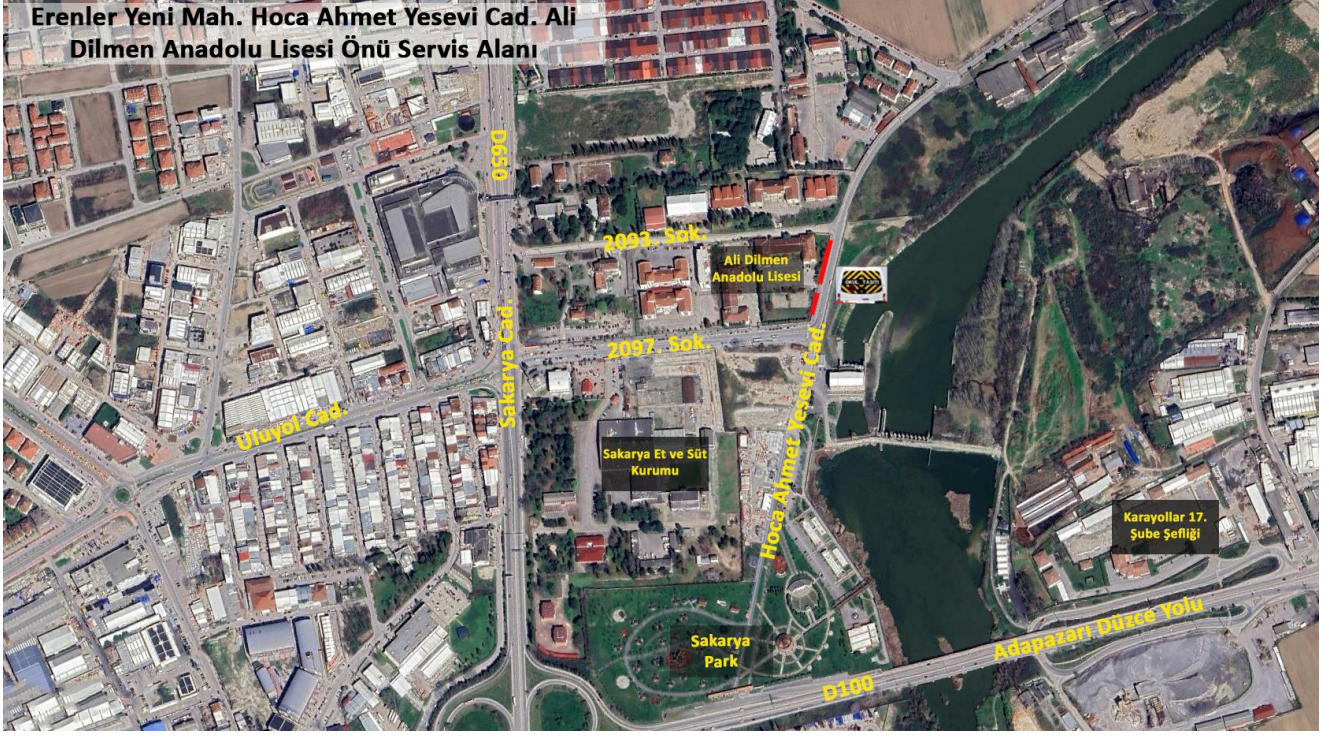 Erenler Yeni Mah. Hoca Ahmet Yesevi Cad. Ali
Dilmen Anadolu Lisesi Önü Servis Alanı
D650
2093. Sok.
Ali Dilmen
Anadolu Lisesi
OKUL TAŞITI
2097. Sok.
Sakarya Cad.
Uluyol Cad.
Hoca Ahmet Yesevi Cad.
Sakarya Et ve Süt
Kurumu
Karayollar 17.
Şube Şefliği
Sakarya
Park
Adapazarı Düzce Yolu
D100